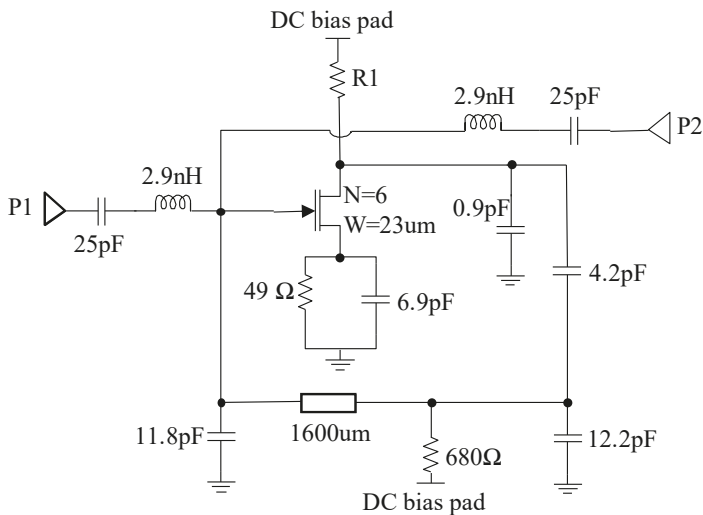 DC bias pad
R1
2.9nH
25pF
P2
2.9nH
P1
25pF
N=6
W=23um
0.9pF
4.2pF
49 Ω
6.9pF
11.8pF
1600um
680Ω
12.2pF
DC bias pad